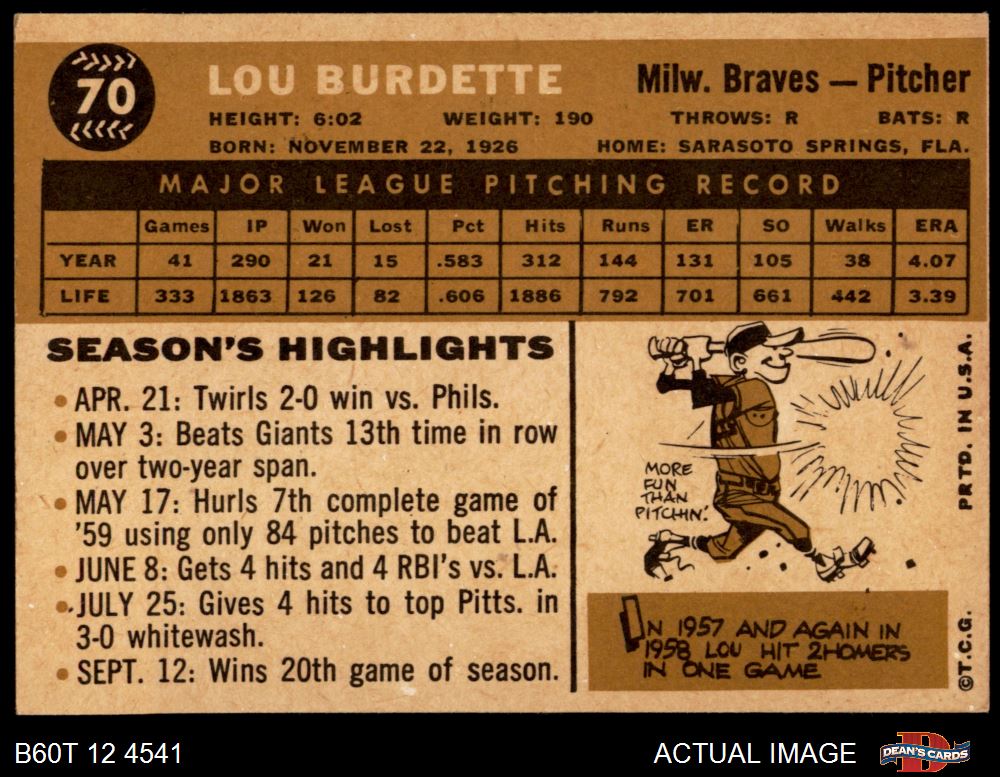 70
LOU BURDETTE
Milw. Braves — Pitcher
HEIGHT: 6:02 WEIGHT: 190 THROWS: R BATS: R
BORN: NOVEMBER 22, 1926 HOME: SARASOTO SPRINGS, FLA.
MAJOR LEAGUE PITCHING RECORD
Games IP Won Lost Pct Hits Runs ER SO Walks ERA
YEAR 41 290 21 15 .583 312 144 131 105 38 4.07
LIFE 333 1863 126 82 .606 1886 792 701 661 442 3.39
SEASON'S HIGHLIGHTS
• APR. 21: Twirls 2-0 win vs. Phils.
• MAY 3: Beats Giants 13th time in row
over two-year span.
• MAY 17: Hurls 7th complete game of
'59 using only 84 pitches to beat L.A.
• JUNE 8: Gets 4 hits and 4 RBI's vs. L.A.
• JULY 25: Gives 4 hits to top Pitts. in
3-0 whitewash.
• SEPT. 12: Wins 20th game of season.
MORE
FUN
THAN
PITCHIN'.
IN 1957 AND AGAIN IN
1958, LOU HIT 2 HOMERS
IN ONE GAME
PRTD. IN U.S.A.
©T.C.G.
B60T 12 4541
ACTUAL IMAGE
DEAN'S CARDS